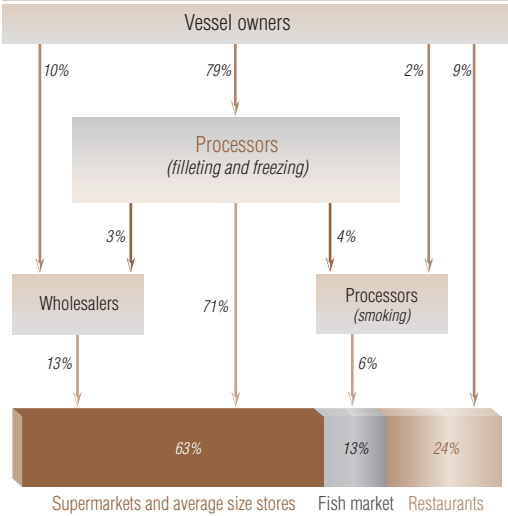 Vessel owners
10%
79%
2%
9%
Processors
(filleting and freezing)
3%
4%
Wholesalers
71%
Processors
(smoking)
13%
6%
63%
13%
24%
Supermarkets and average size stores
Fish market
Restaurants